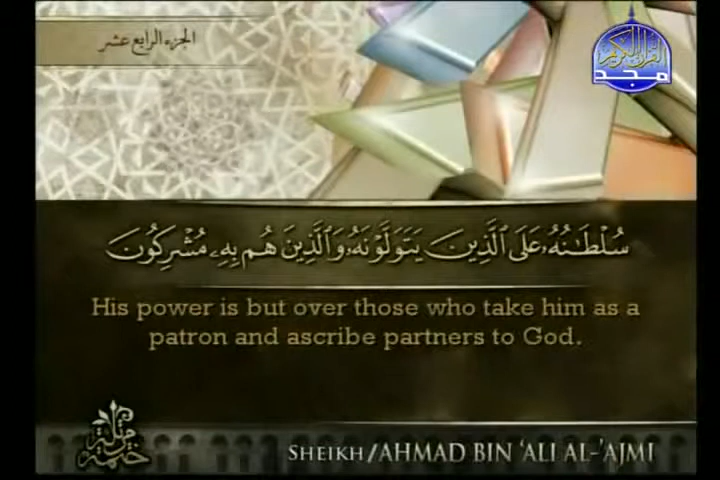 الجزء الرابع عشر
القرآن الكريم
مجد
سُلْطَـٰنُهُۥ عَلَى ٱلَّذِينَ يَتَوَلَّوْنَهُۥ وَٱلَّذِينَ هُم بِهِۦ مُشْرِكُونَ
His power is but over those who take him as a
patron and ascribe partners to God.
ختمة مرتلة
SHEIKH/AHMAD BIN ‘ALI AL-’AJMI